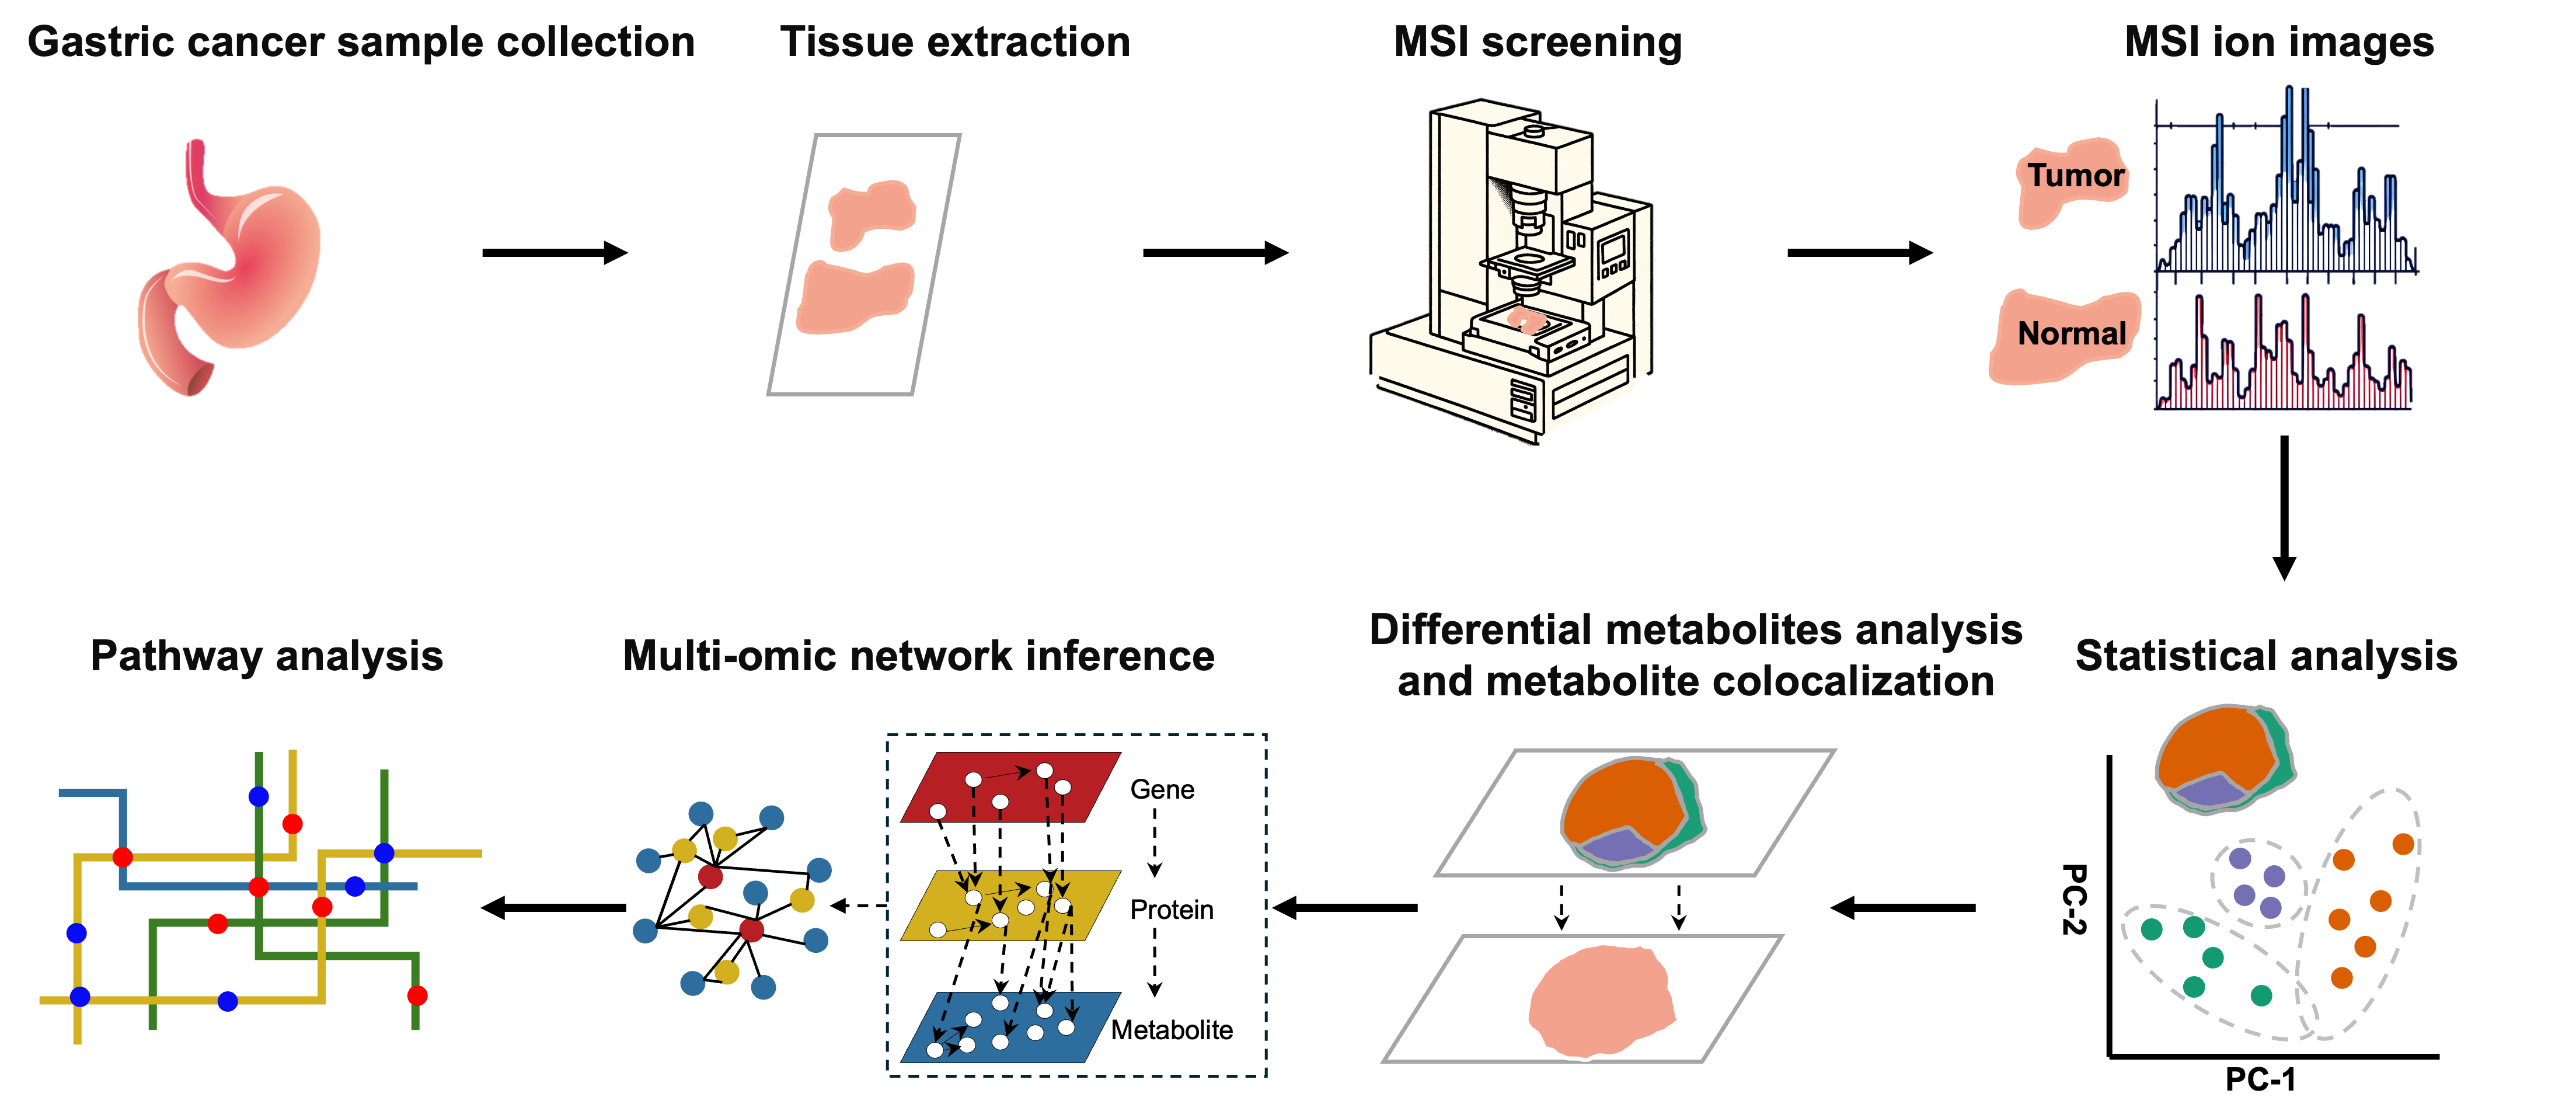 Gastric cancer sample collection
Tissue extraction
MSI screening
MSI ion images
Tumor
Normal
Pathway analysis
Multi-omic network inference
Differential metabolites analysis
and metabolite colocalization
Statistical analysis
Gene
Protein
Metabolite
PC-2
PC-1